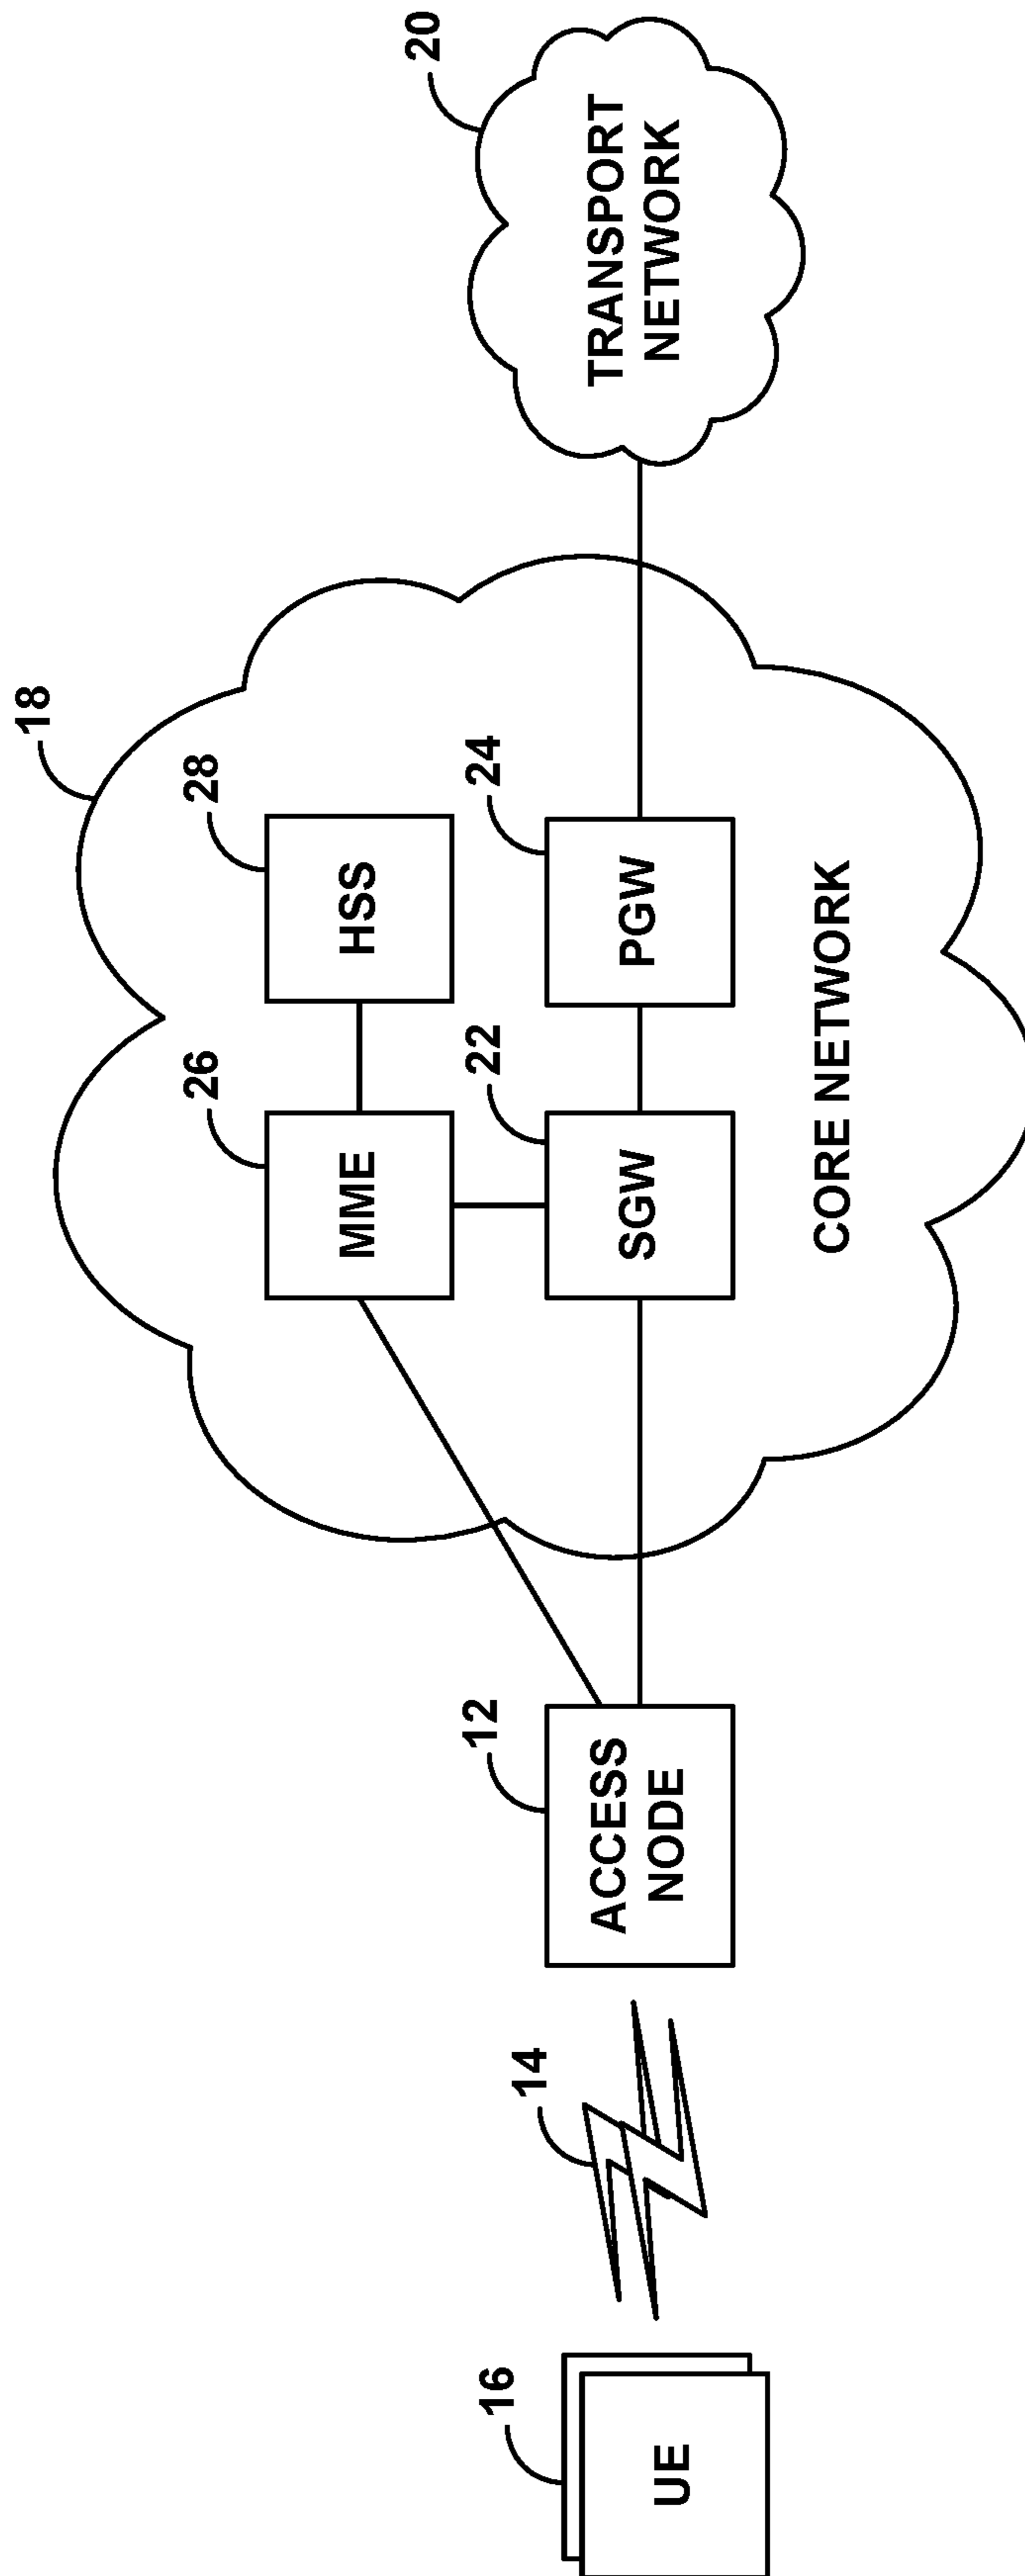 18
20
26
28
MME
HSS
12
22
24
14
16
SGW
PGW
TRANSPORT
NETWORK
ACCESS
NODE
UE
CORE NETWORK